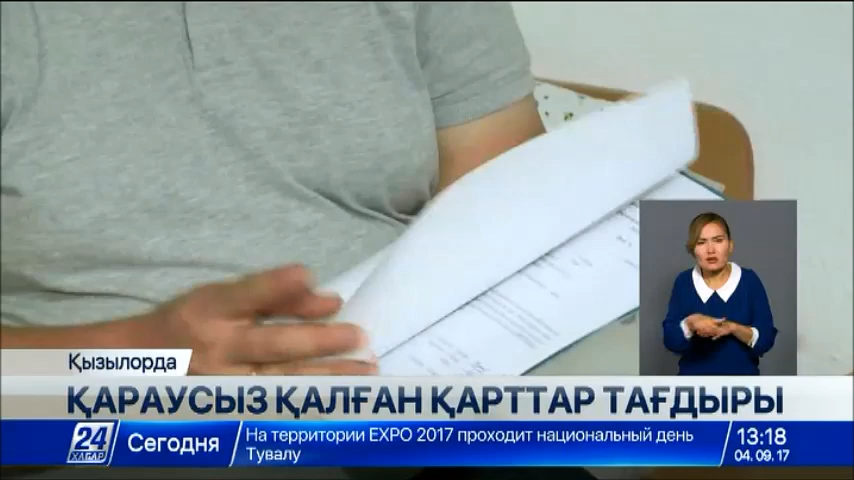 Қызылорда
ҚАРАУСЫЗ ҚАЛҒАН ҚАРТТАР ТАҒДЫРЫ
24
ХАБАР
Сегодня
На территории EXPO 2017 проходит национальный день
Тувалу
13:18
04.09.17